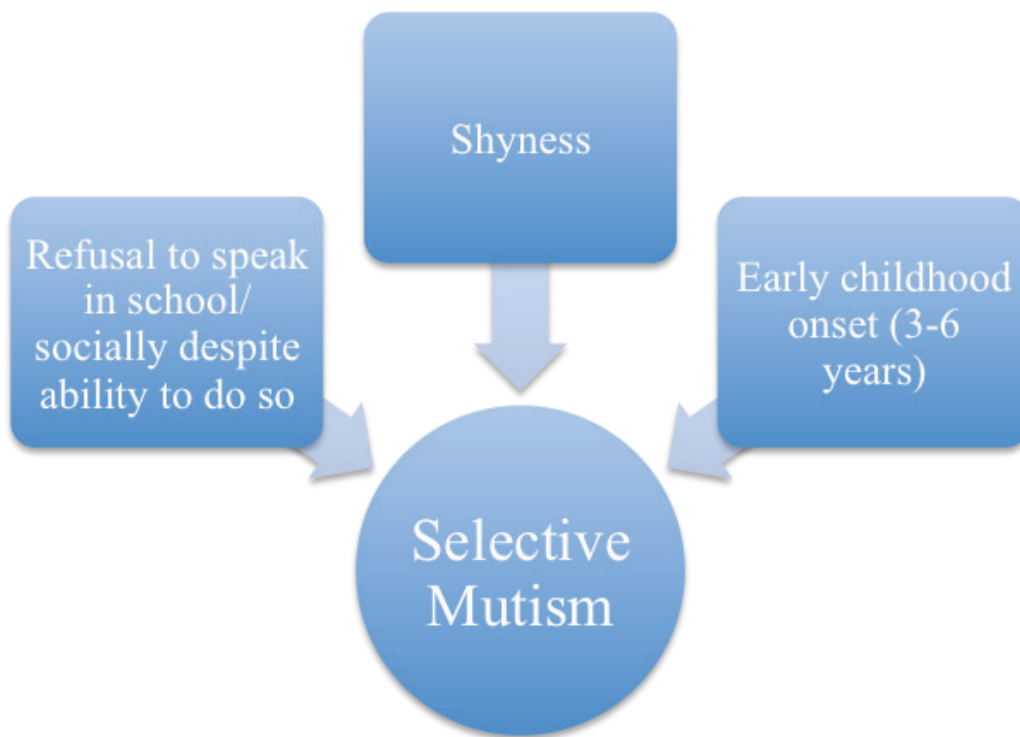 Shyness
Refusal to speak
in school/
socially despite
ability to do so
Early childhood
onset (3-6
years)
Selective
Mutism